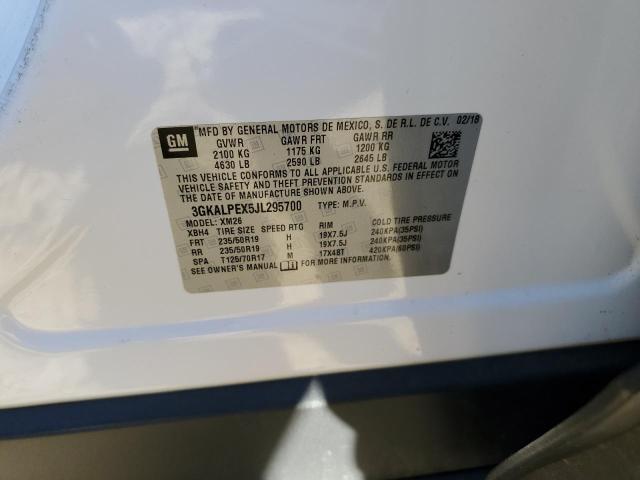 GM
MFD BY GENERAL MOTORS DE MEXICO, S. DE R.L. DE C.V. 02/18
GVWR GAWR FRT GAWR RR
2100 KG 1175 KG 1200 KG
4630 LB 2590 LB 2645 LB
THIS VEHICLE CONFORMS TO ALL APPLICABLE U.S. FEDERAL MOTOR
VEHICLE SAFETY AND THEFT PREVENTION STANDARDS IN EFFECT ON
THE DATE OF MANUFACTURE SHOWN ABOVE.
3GKALPEX5JL295700 TYPE: M.P.V.
MODEL: XM26
XBH4 TIRE SIZE SPEED RTG RIM COLD TIRE PRESSURE
FRT 235/50R19 H 19X7.5J 240KPA(35PSI)
RR 235/50R19 H 19X7.5J 240KPA(35PSI)
SPA T125/70R17 M 17X4BT 420KPA(60PSI)
SEE OWNER'S MANUAL FOR MORE INFORMATION.